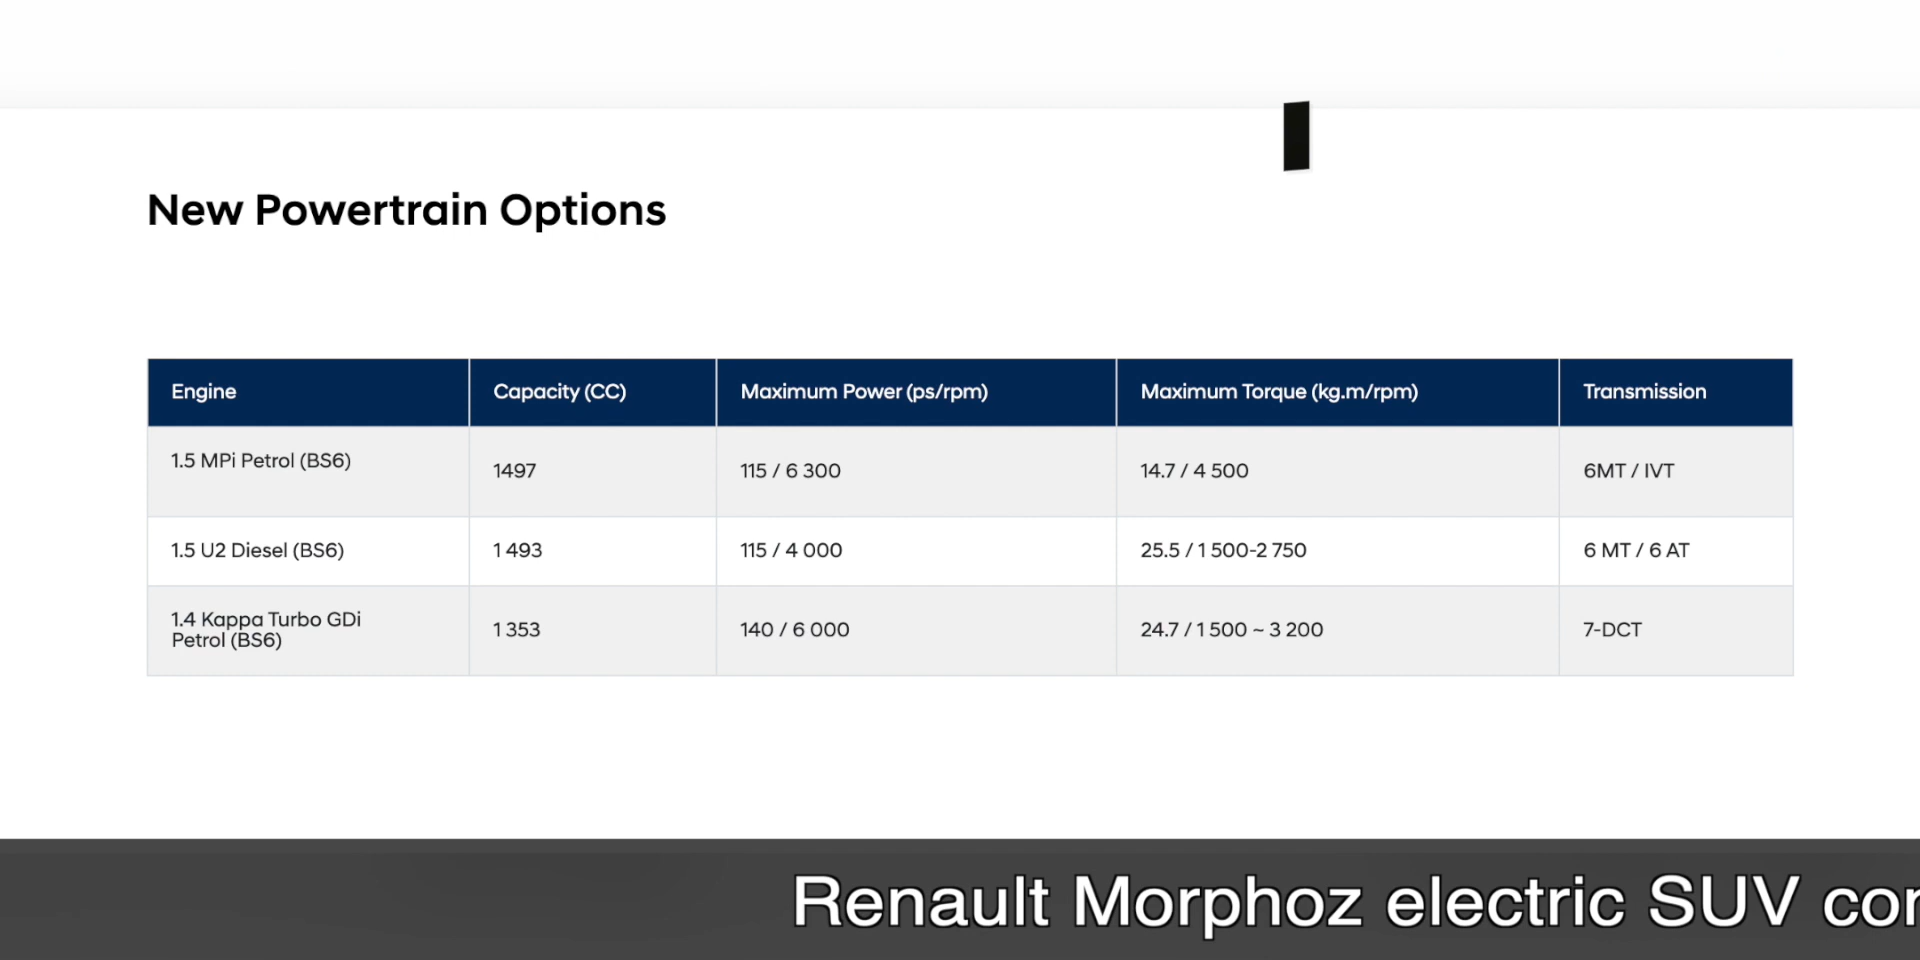 New Powertrain Options
Engine Capacity (CC) Maximum Power (ps/rpm) Maximum Torque (kg.m/rpm) Transmission
1.5 MPi Petrol (BS6) 1497 115 / 6 300 14.7 / 4 500 6MT / IVT
1.5 U2 Diesel (BS6) 1 493 115 / 4 000 25.5 / 1 500-2 750 6 MT / 6 AT
1.4 Kappa Turbo GDi
Petrol (BS6) 1 353 140 / 6 000 24.7 / 1 500 ~ 3 200 7-DCT
Renault Morphoz electric SUV